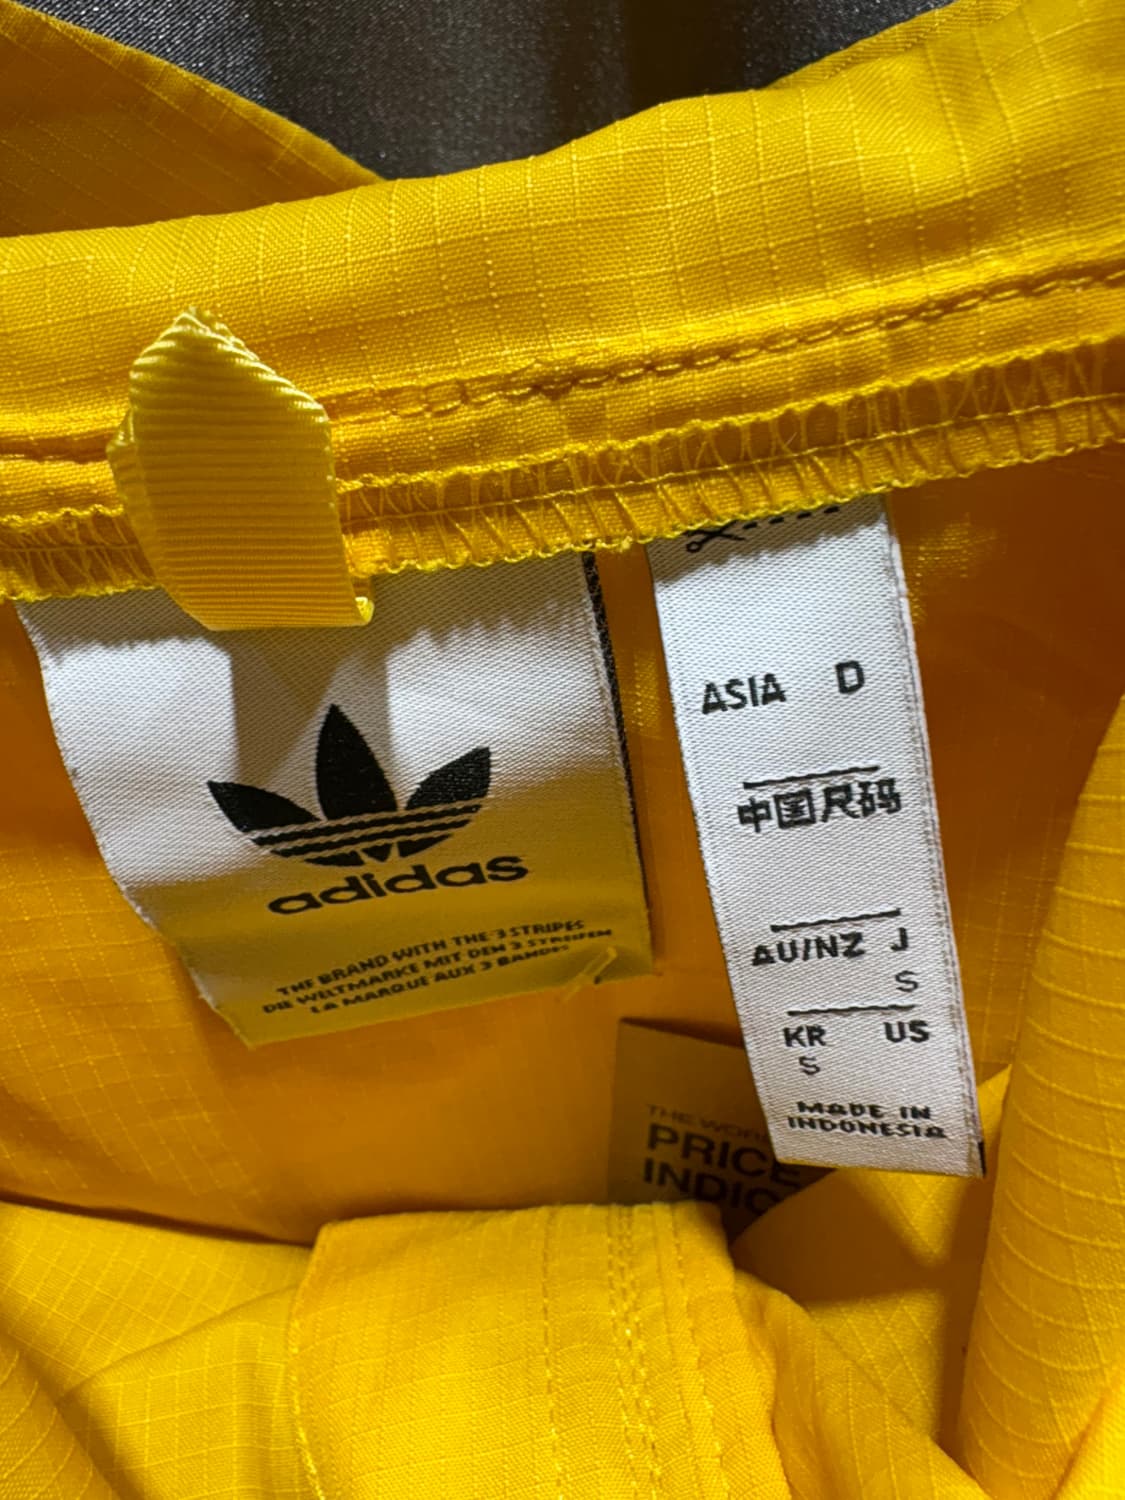 adidas
THE BRAND WITH THE 3 STRIPES
DIE WELTMARKE MIT DEN 3 STREIFEN
LA MARQUE AUX 3 BANDES
ASIA D
中国尺码
AU/NZ J
S
KR US
S
MADE IN
INDONESIA
THE
PRICE